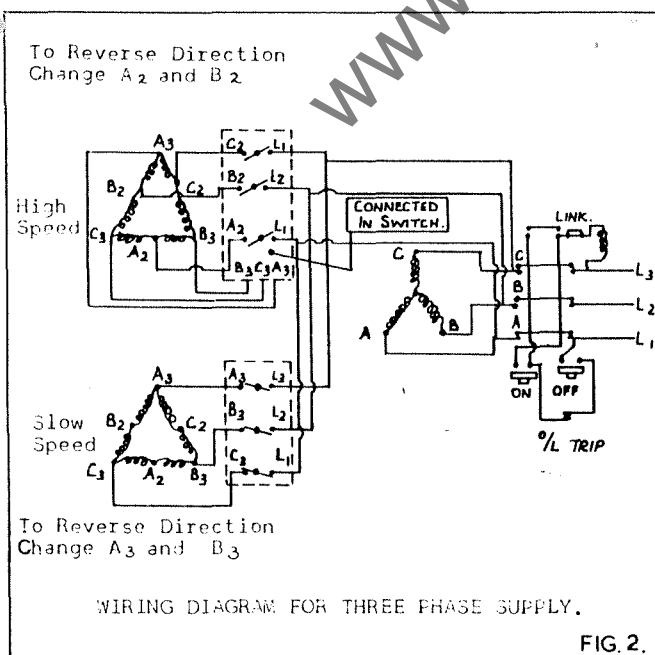 To Reverse Direction
Change A2 and B2
WWW.
A3
C2 L1
B2 C2
B2 L2
High
Speed
A2 L1
C3 A2 B3
B3 C3 A3
CONNECTED
IN SWITCH.
LINK.
C
C
L3
B
L2
A B
A
L1
ON OFF
O/L TRIP
A3
A3 L3
Slow
Speed
B2 C2
B3 L2
C3 A2 B3
C3 L1
To Reverse Direction
Change A3 and B3
WIRING DIAGRAM FOR THREE PHASE SUPPLY.
FIG. 2.